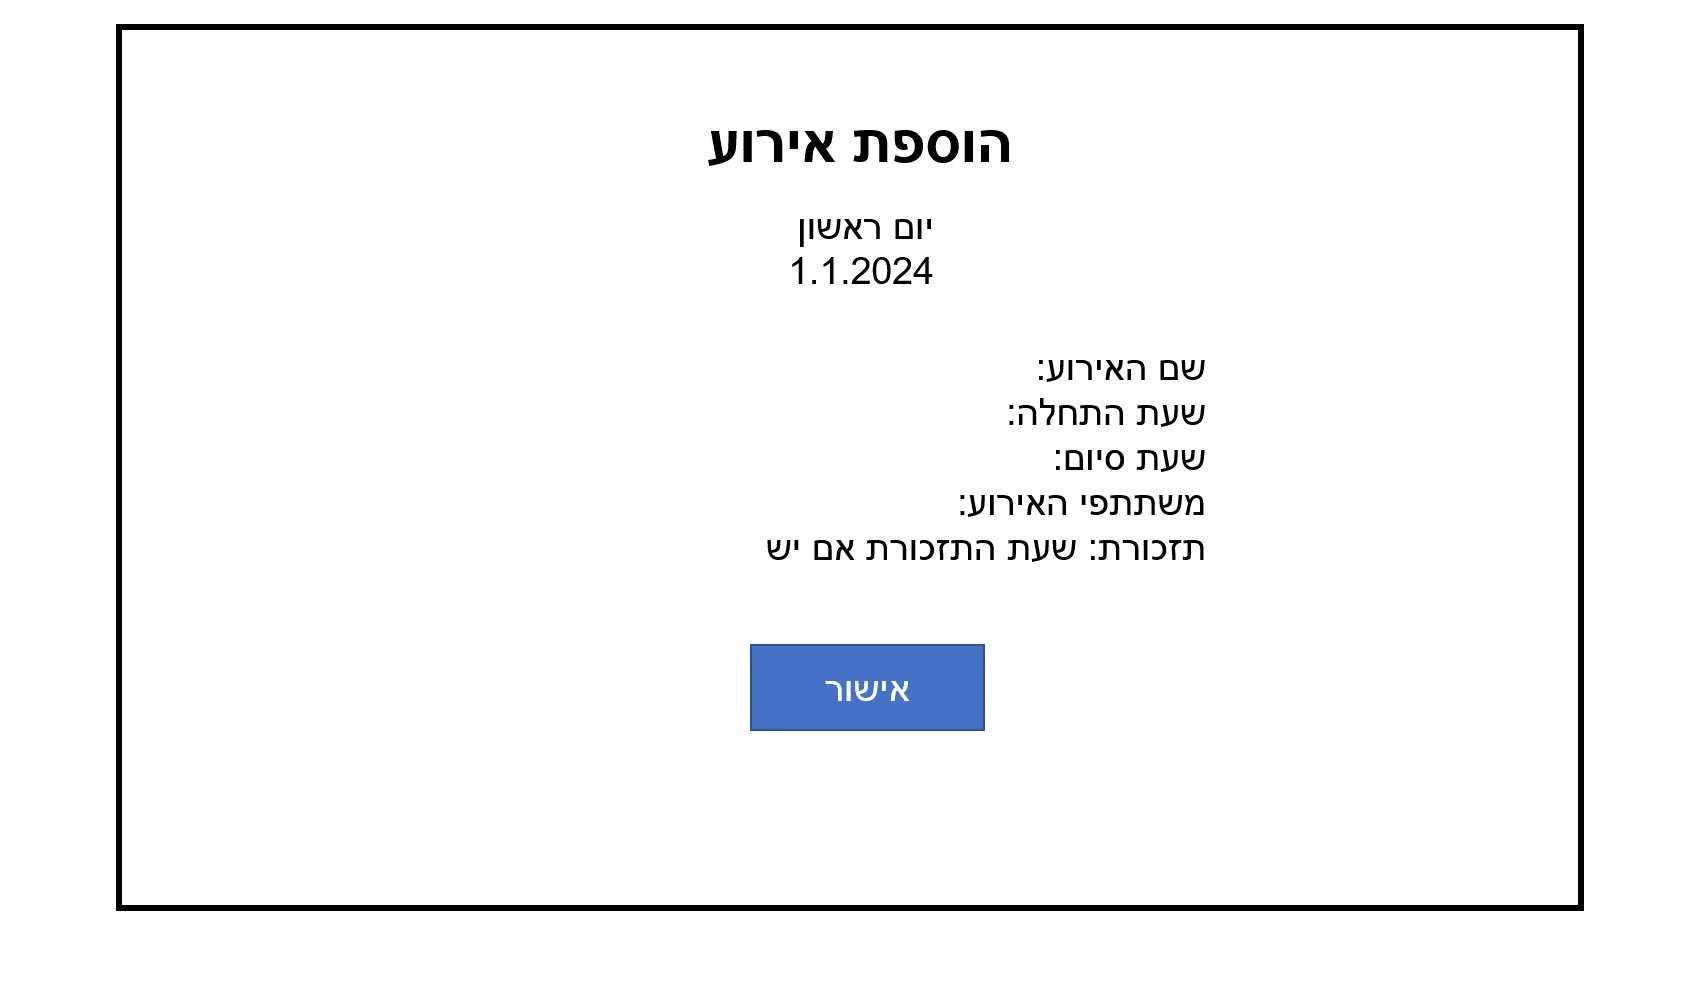 הוספת אירוע
יום ראשון
1.1.2024
שם האירוע:
שעת התחלה:
שעת סיום:
משתתפי האירוע:
תזכורת: שעת התזכורת אם יש
אישור